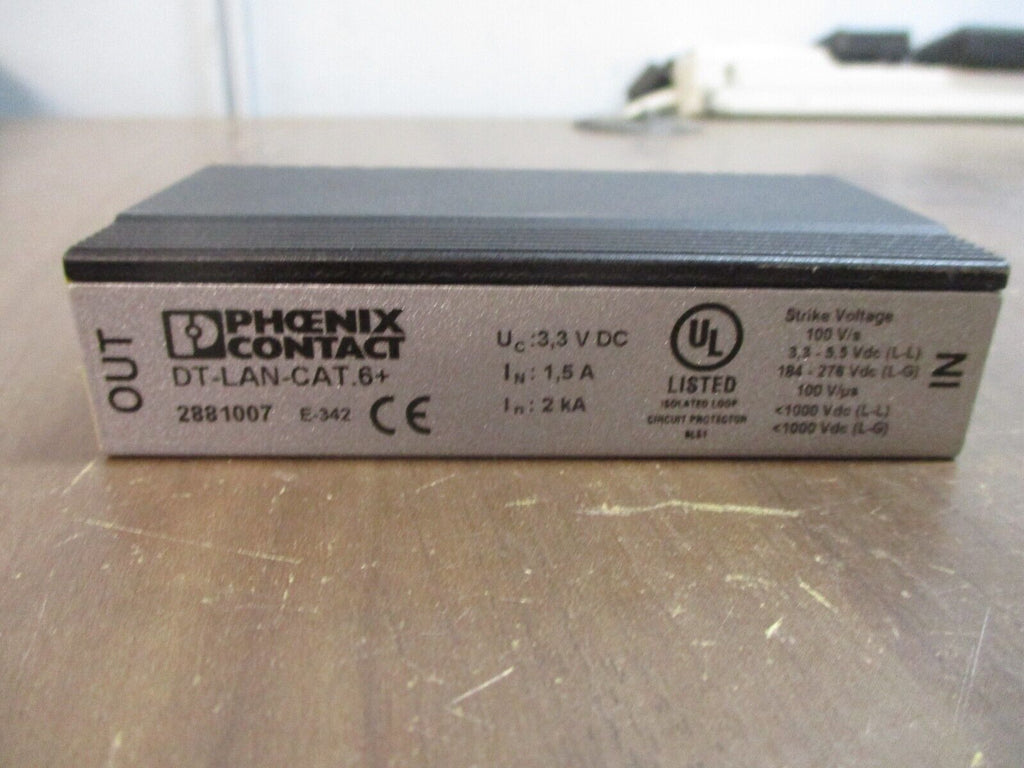 OUT
PHŒNIX
CONTACT
DT-LAN-CAT.6+
2881007 E-342 CE
UC:3,3 V DC
IN: 1,5 A
In: 2 kA
UL
LISTED
ISOLATED LOOP
CIRCUIT PROTECTOR
Strike Voltage
100 V/s
3,3 - 5,5 Vdc (L-L)
184 - 276 Vdc (L-G)
100 V/µs
<1000 Vdc (L-L)
<1000 Vdc (L-G)
IN